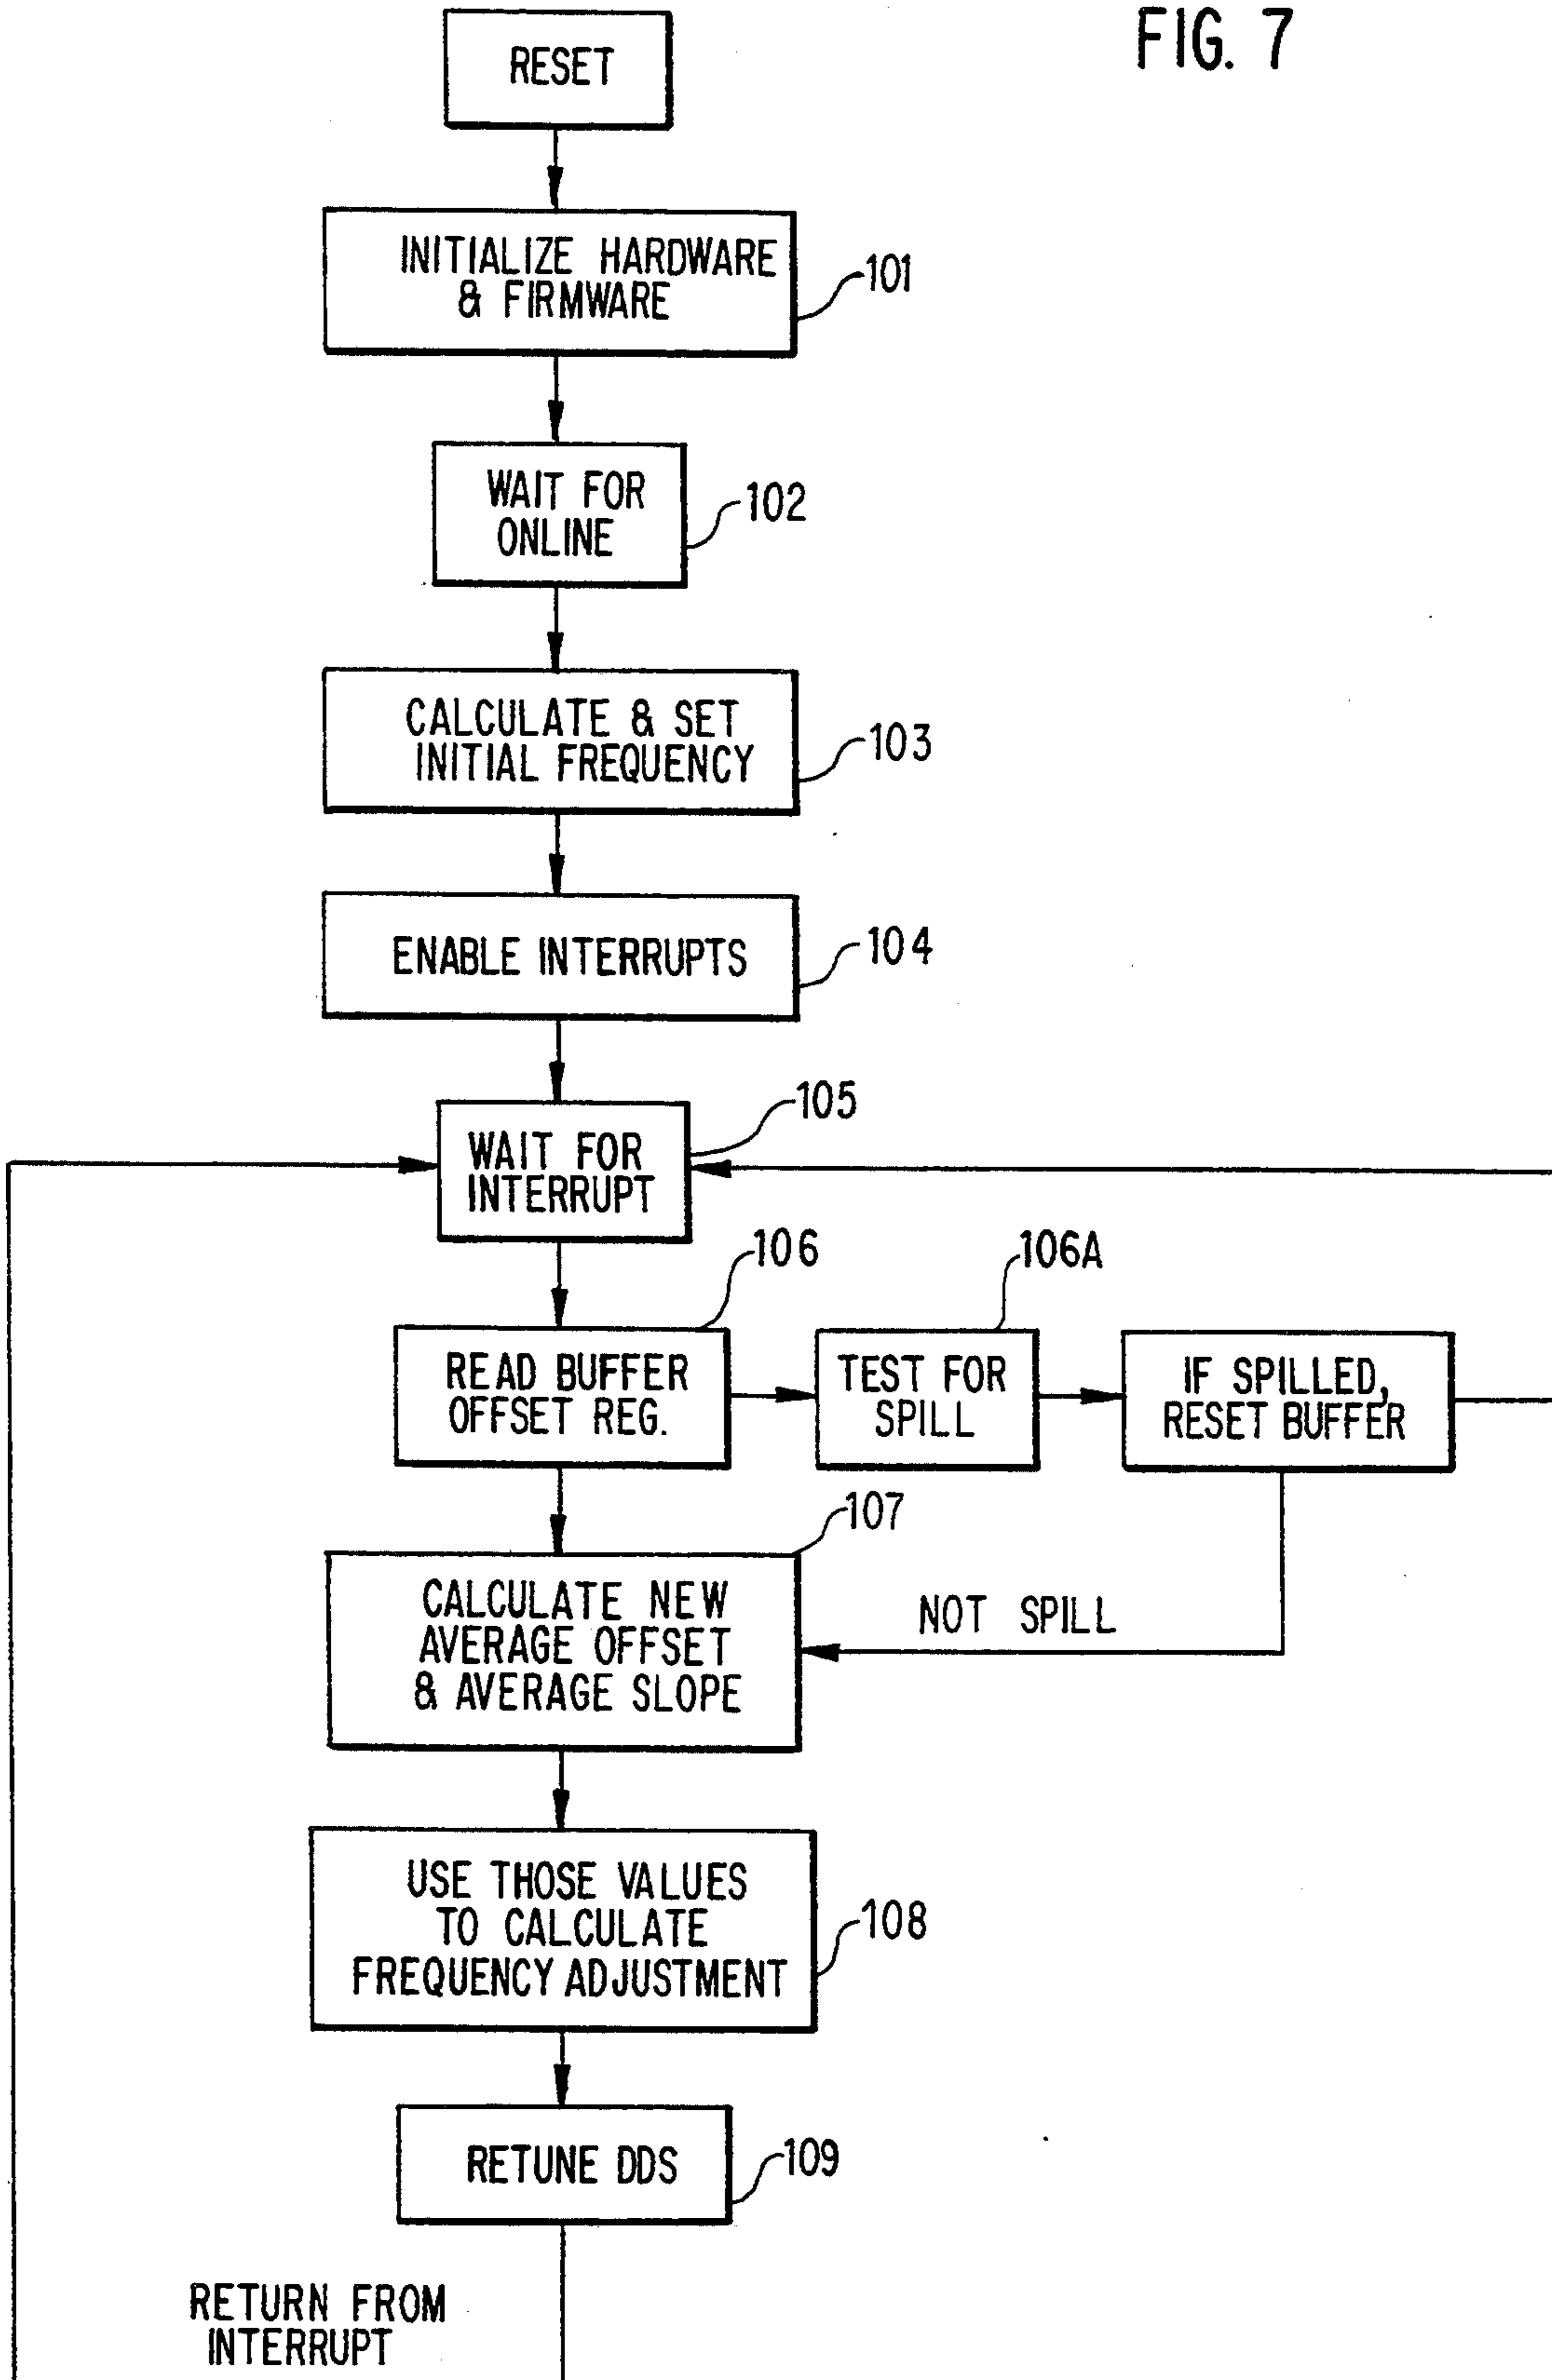 FIG. 7
RESET
INITIALIZE HARDWARE
& FIRMWARE
101
WAIT FOR
ONLINE
102
CALCULATE & SET
INITIAL FREQUENCY
103
ENABLE INTERRUPTS
104
105
WAIT FOR
INTERRUPT
106
106A
READ BUFFER
OFFSET REG.
TEST FOR
SPILL
IF SPILLED,
RESET BUFFER
107
CALCULATE NEW
AVERAGE OFFSET
& AVERAGE SLOPE
NOT SPILL
USE THOSE VALUES
TO CALCULATE
FREQUENCY ADJUSTMENT
108
RETUNE DDS
109
RETURN FROM
INTERRUPT